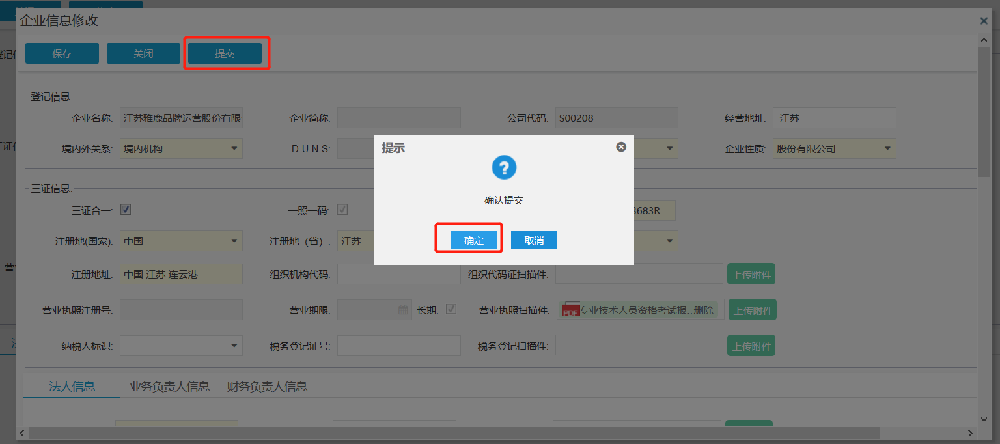 企业信息修改
保存 关闭 提交
登记信息
企业名称: 江苏雅鹿品牌运营股份有限 企业简称: 公司代码: S00208 经营地址: 江苏
境内外关系: 境内机构 D-U-N-S: 企业性质: 股份有限公司
提示
确认提交
确定 取消
三证信息:
三证合一: 一照一码: 3683R
注册地(国家): 中国 注册地（省）: 江苏
注册地址: 中国 江苏 连云港 组织机构代码: 组织代码证扫描件: 上传附件
营业执照注册号: 营业期限: 长期: 营业执照扫描件: PDF 专业技术人员资格考试报.. 删除 上传附件
纳税人标识: 税务登记证号: 税务登记扫描件: 上传附件
法人信息 业务负责人信息 财务负责人信息